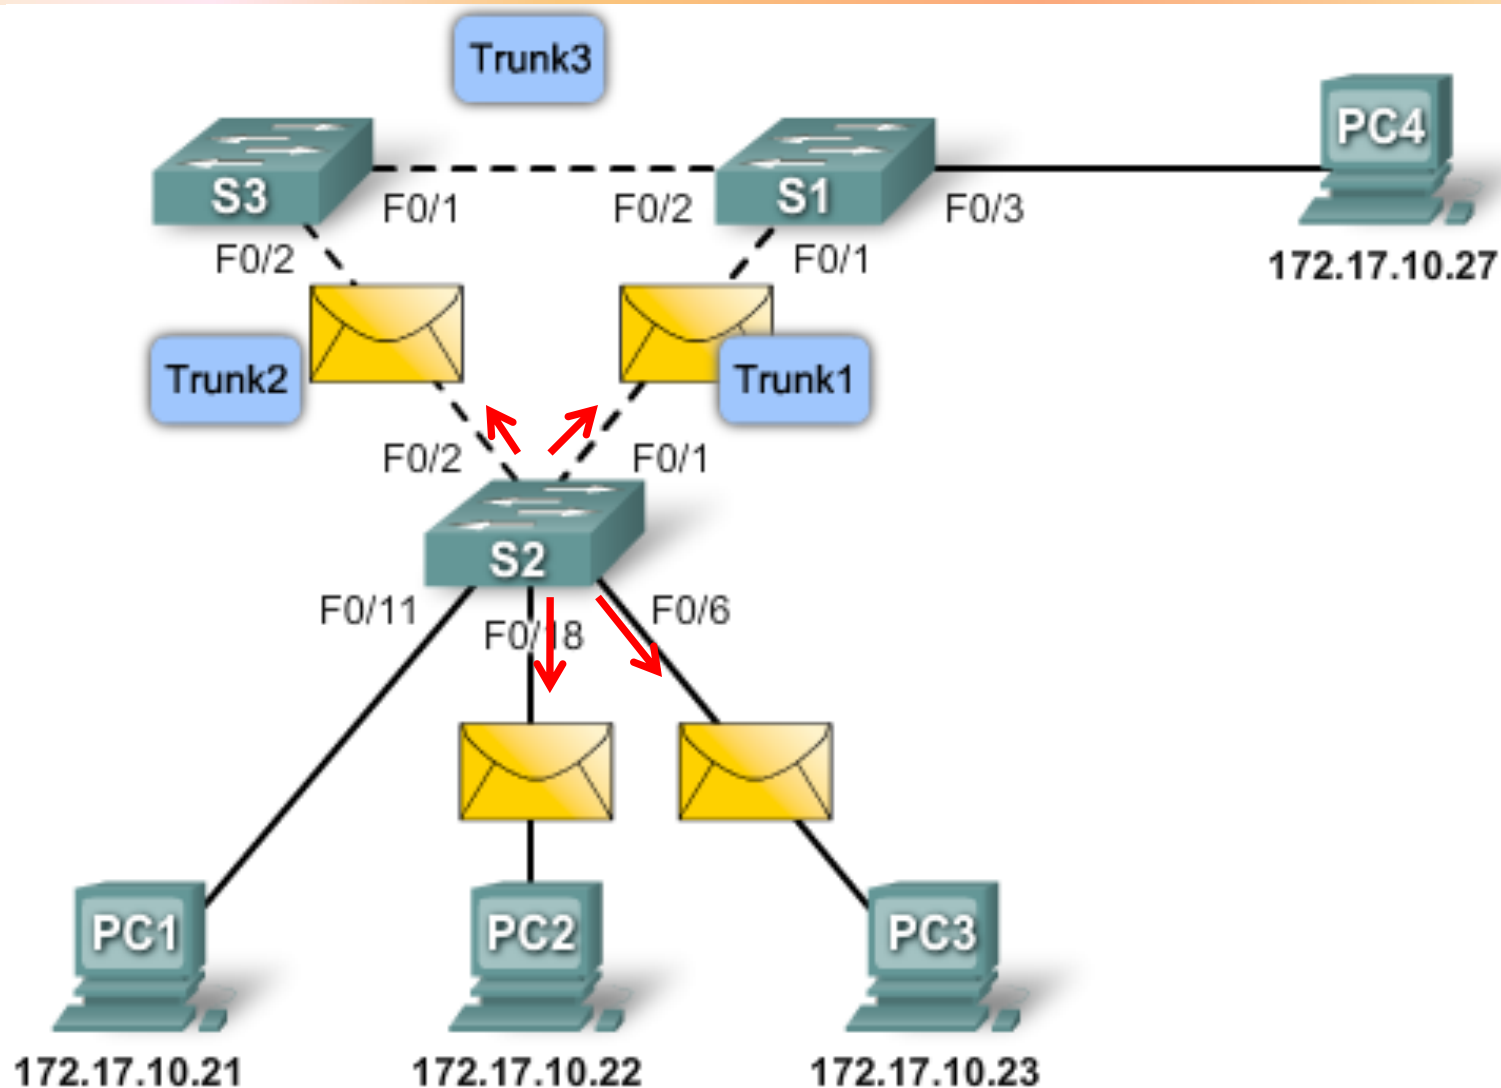 Trunk3
PC4
S3
S1
F0/1
F0/2
F0/3
F0/2
F0/1
172.17.10.27
Trunk2
Trunk1
F0/2
F0/1
S2
F0/11
F0/18
F0/6
PC1
PC2
PC3
172.17.10.21
172.17.10.22
172.17.10.23